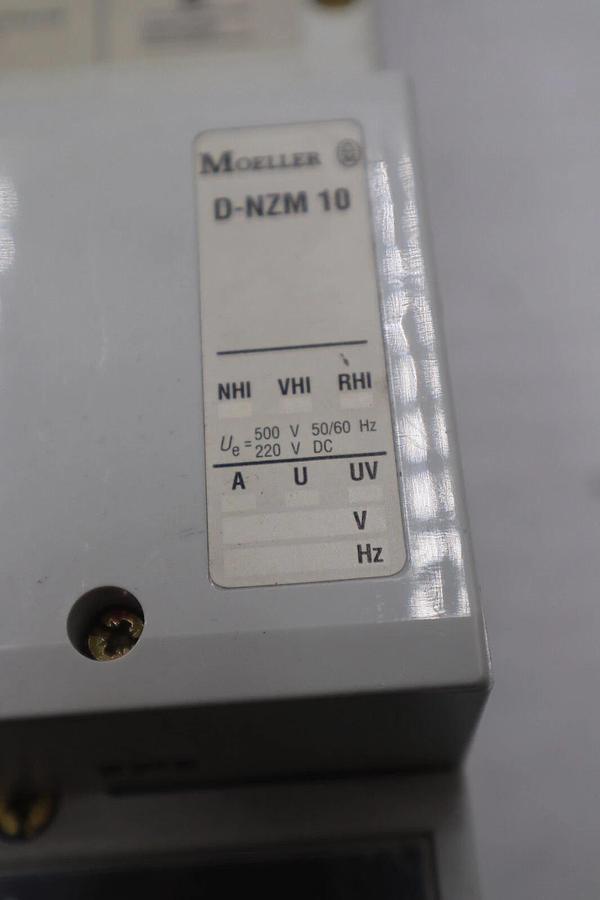 MOELLER
D-NZM 10
NHI VHI RHI
Ue = 500 V 50/60 Hz
220 V DC
A U UV
V
Hz